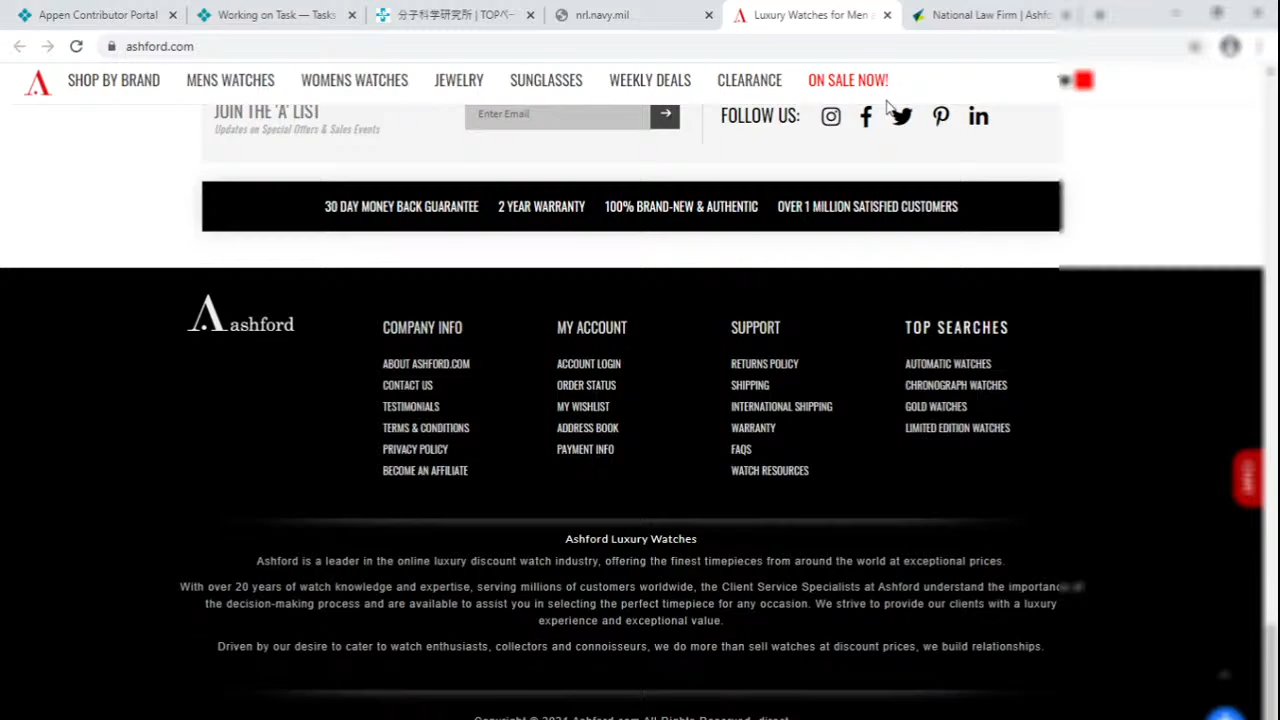 Appen Contributor Portal
Working on Task — Tasks
分子科学研究所 | TOPペー
nrl.navy.mil
Luxury Watches for Men a
National Law Firm | Ashfo
ashford.com
SHOP BY BRAND MENS WATCHES WOMENS WATCHES JEWELRY SUNGLASSES WEEKLY DEALS CLEARANCE ON SALE NOW!
JOIN THE 'A' LIST
Updates on Special Offers & Sales Events
Enter Email
FOLLOW US:
30 DAY MONEY BACK GUARANTEE 2 YEAR WARRANTY 100% BRAND-NEW & AUTHENTIC OVER 1 MILLION SATISFIED CUSTOMERS
ashford
COMPANY INFO
ABOUT ASHFORD.COM
CONTACT US
TESTIMONIALS
TERMS & CONDITIONS
PRIVACY POLICY
BECOME AN AFFILIATE
MY ACCOUNT
ACCOUNT LOGIN
ORDER STATUS
MY WISHLIST
ADDRESS BOOK
PAYMENT INFO
SUPPORT
RETURNS POLICY
SHIPPING
INTERNATIONAL SHIPPING
WARRANTY
FAQS
WATCH RESOURCES
TOP SEARCHES
AUTOMATIC WATCHES
CHRONOGRAPH WATCHES
GOLD WATCHES
LIMITED EDITION WATCHES
Ashford Luxury Watches
Ashford is a leader in the online luxury discount watch industry, offering the finest timepieces from around the world at exceptional prices.
With over 20 years of watch knowledge and expertise, serving millions of customers worldwide, the Client Service Specialists at Ashford understand the importance of
the decision-making process and are available to assist you in selecting the perfect timepiece for any occasion. We strive to provide our clients with a luxury
experience and exceptional value.
Driven by our desire to cater to watch enthusiasts, collectors and connoisseurs, we do more than sell watches at discount prices, we build relationships.
Copyright © 2024 Ashford.com All Rights Reserved. direct